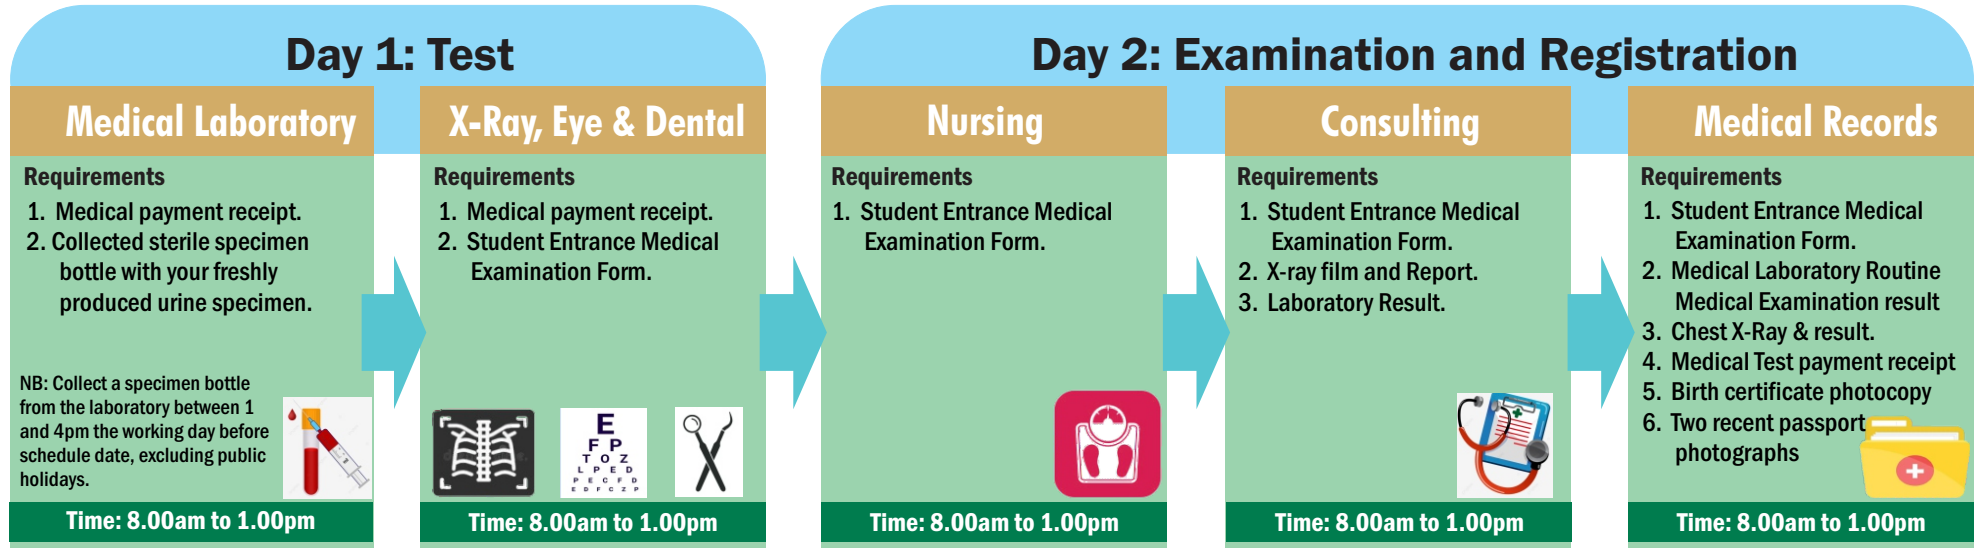 Day 1: Test
Medical Laboratory
Requirements
1. Medical payment receipt.
2. Collected sterile specimen
bottle with your freshly
produced urine specimen.
NB: Collect a specimen bottle
from the laboratory between 1
and 4pm the working day before
schedule date, excluding public
holidays.
Time: 8.00am to 1.00pm
X-Ray, Eye & Dental
Requirements
1. Medical payment receipt.
2. Student Entrance Medical
Examination Form.
E
F P
T O Z
L P E D
P E C F D
E D F C Z P
Time: 8.00am to 1.00pm
Day 2: Examination and Registration
Nursing
Requirements
1. Student Entrance Medical
Examination Form.
Time: 8.00am to 1.00pm
Consulting
Requirements
1. Student Entrance Medical
Examination Form.
2. X-ray film and Report.
3. Laboratory Result.
Time: 8.00am to 1.00pm
Medical Records
Requirements
1. Student Entrance Medical
Examination Form.
2. Medical Laboratory Routine
Medical Examination result
3. Chest X-Ray & result.
4. Medical Test payment receipt
5. Birth certificate photocopy
6. Two recent passport
photographs
Time: 8.00am to 1.00pm